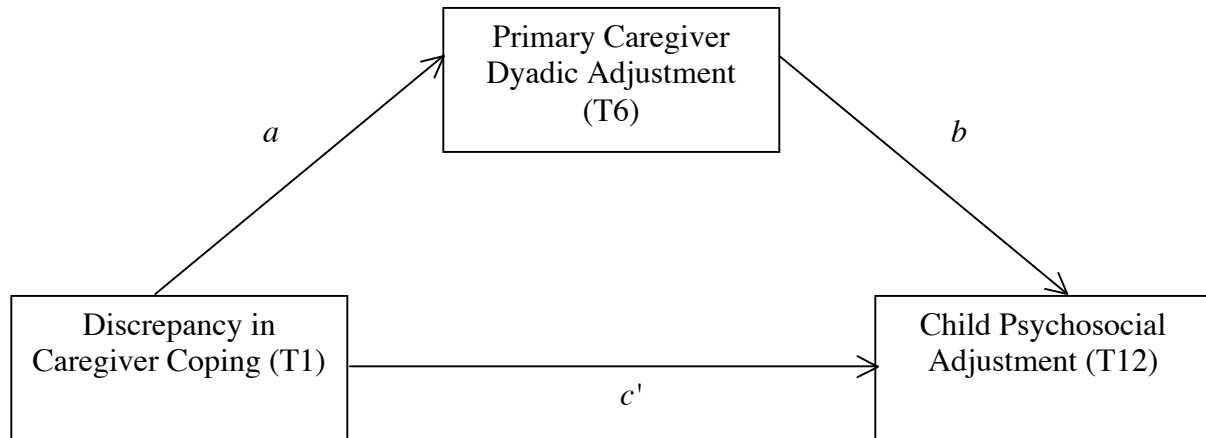 Primary Caregiver
Dyadic Adjustment
(T6)
a
b
Discrepancy in
Caregiver Coping (T1)
Child Psychosocial
Adjustment (T12)
c'